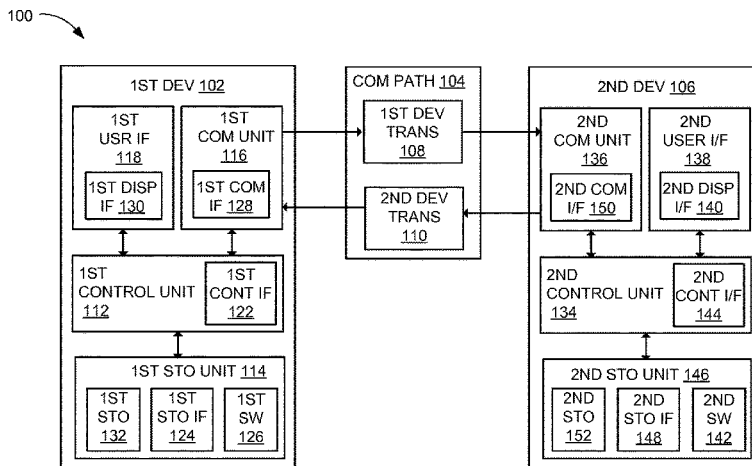 100
1ST DEV 102
1ST
USR IF
118
1ST DISP
IF 130
1ST
COM UNIT
116
1ST COM
IF 128
1ST
CONTROL UNIT
112
1ST
CONT IF
122
1ST STO UNIT 114
1ST
STO
132
1ST
STO IF
124
1ST
SW
126
COM PATH 104
1ST DEV
TRANS
108
2ND DEV
TRANS
110
2ND DEV 106
2ND
COM UNIT
136
2ND COM
I/F 150
2ND
USER I/F
138
2ND DISP
I/F 140
2ND
CONTROL UNIT
134
2ND
CONT I/F
144
2ND STO UNIT 146
2ND
STO
152
2ND
STO IF
148
2ND
SW
142